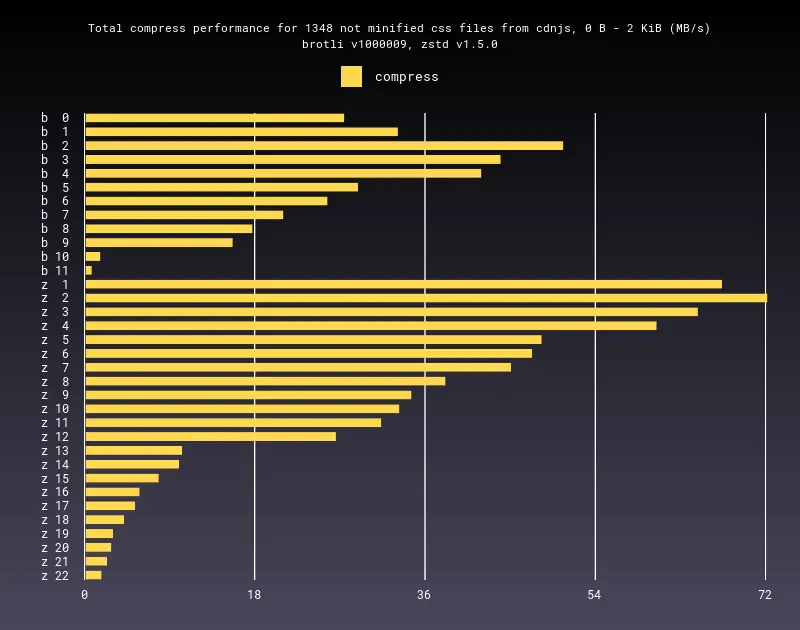 Total compress performance for 1348 not minified css files from cdnjs, 0 B - 2 KiB (MB/s)
brotli v1000009, zstd v1.5.0
compress
b  0
b  1
b  2
b  3
b  4
b  5
b  6
b  7
b  8
b  9
b 10
b 11
z  1
z  2
z  3
z  4
z  5
z  6
z  7
z  8
z  9
z 10
z 11
z 12
z 13
z 14
z 15
z 16
z 17
z 18
z 19
z 20
z 21
z 22
0 18 36 54 72